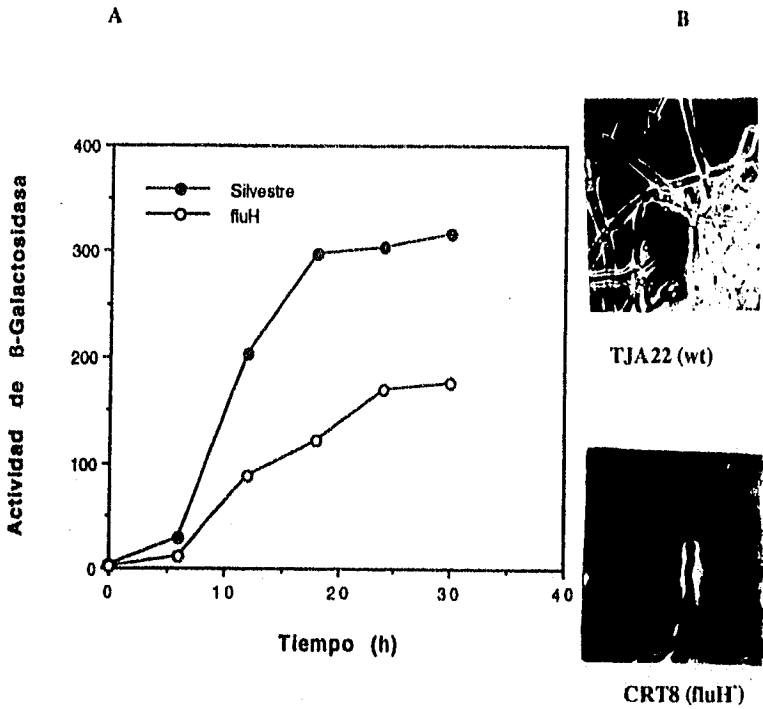 A
B
Actividad de β-Galactosidasa
400
300
200
100
0
Silvestre
fluH
0
10
20
30
40
Tiempo (h)
TJA22 (wt)
CRT8 (fluH⁻)